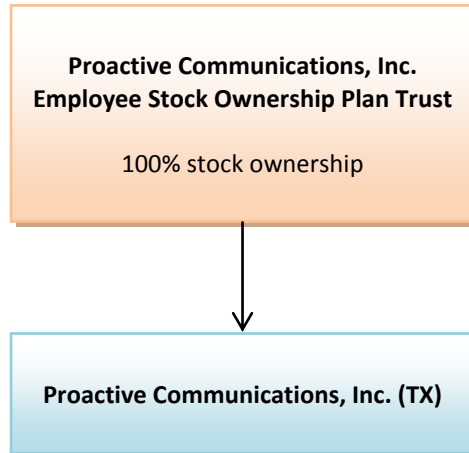 Proactive Communications, Inc.
Employee Stock Ownership Plan Trust
100% stock ownership
Proactive Communications, Inc. (TX)